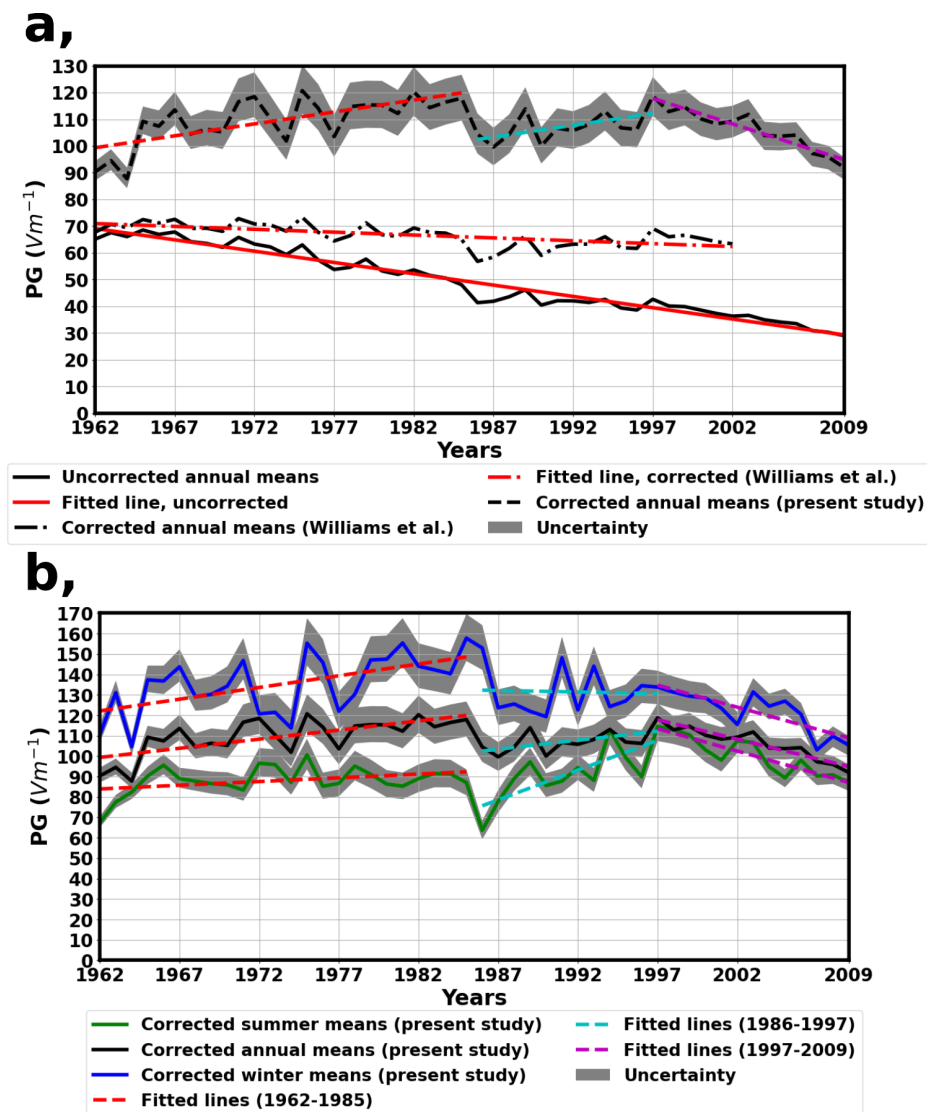 a,
130
120
110
100
90
80
70
60
50
40
30
20
10
0
PG (Vm⁻¹)
1962 1967 1972 1977 1982 1987 1992 1997 2002 2009
Years
Uncorrected annual means
Fitted line, uncorrected
Corrected annual means (Williams et al.)
Fitted line, corrected (Williams et al.)
Corrected annual means (present study)
Uncertainty
b,
170
160
150
140
130
120
110
100
90
80
70
60
50
40
30
20
10
0
PG (Vm⁻¹)
1962 1967 1972 1977 1982 1987 1992 1997 2002 2009
Years
Corrected summer means (present study)
Corrected annual means (present study)
Corrected winter means (present study)
Fitted lines (1962-1985)
Fitted lines (1986-1997)
Fitted lines (1997-2009)
Uncertainty